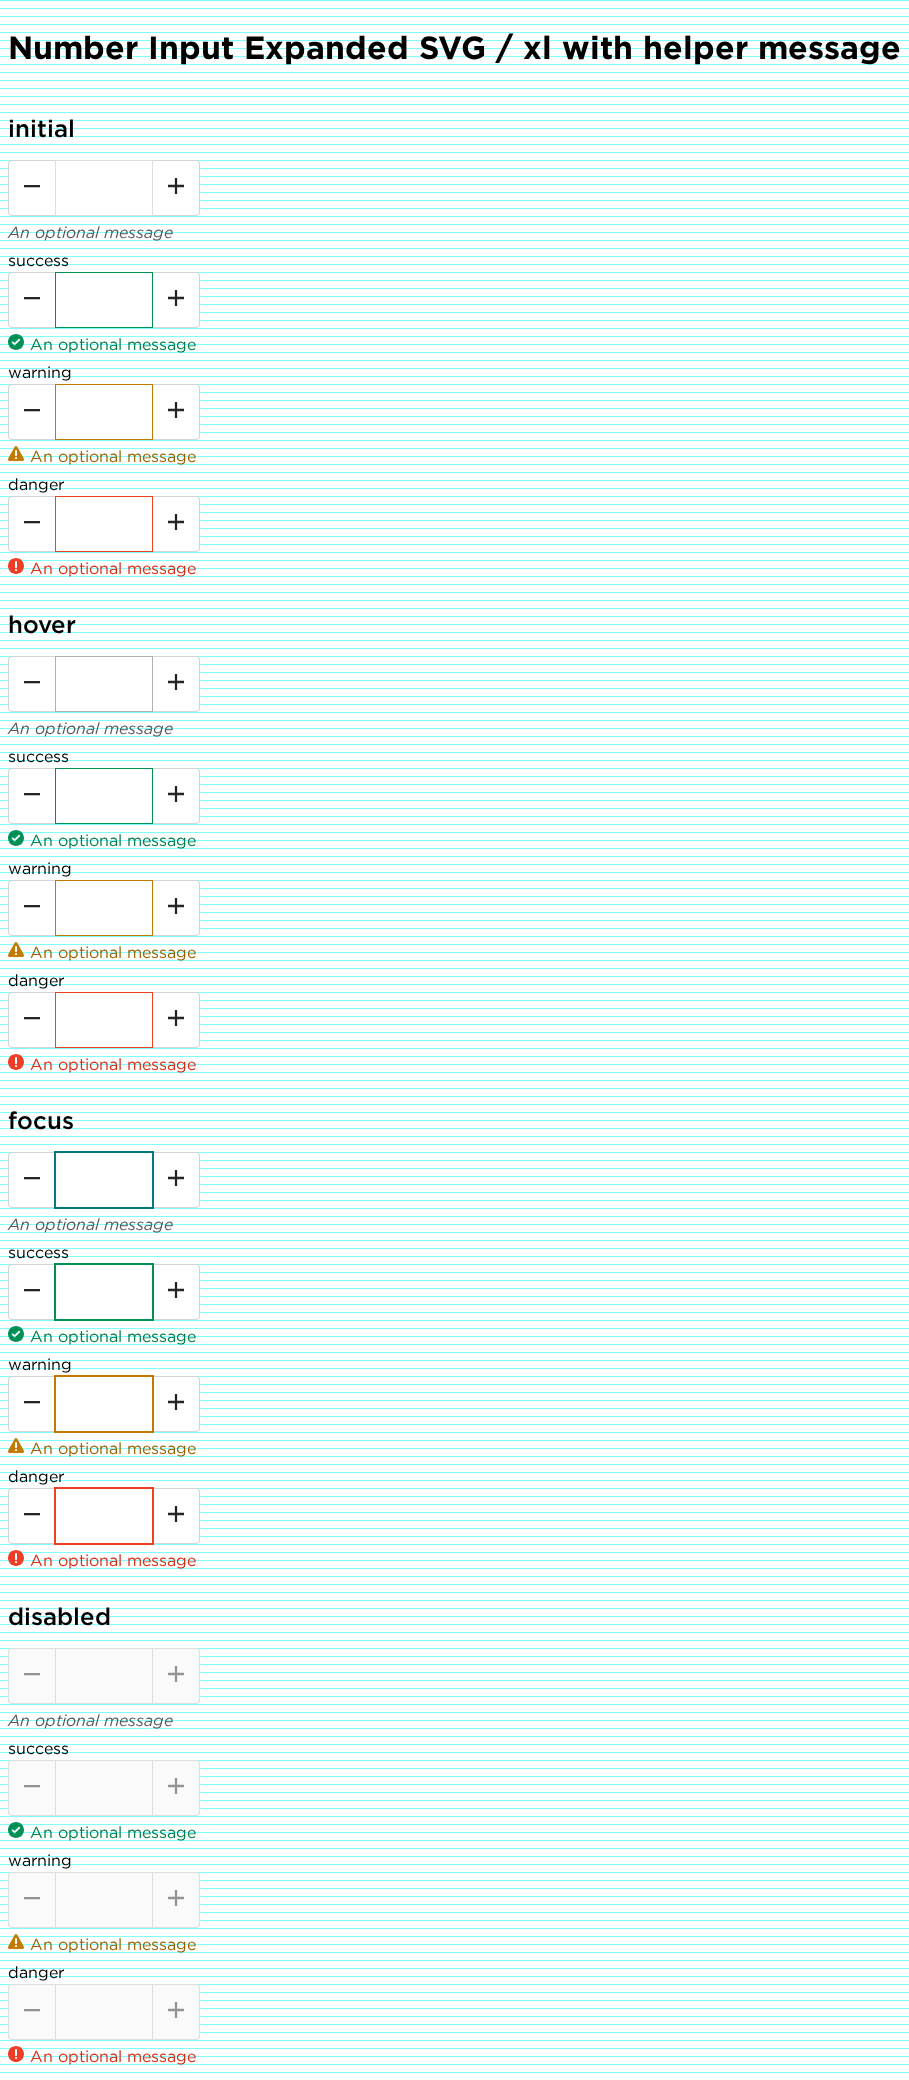 Number Input Expanded SVG / xl with helper message
initial
An optional message
success
An optional message
warning
An optional message
danger
An optional message
hover
An optional message
success
An optional message
warning
An optional message
danger
An optional message
focus
An optional message
success
An optional message
warning
An optional message
danger
An optional message
disabled
An optional message
success
An optional message
warning
An optional message
danger
An optional message